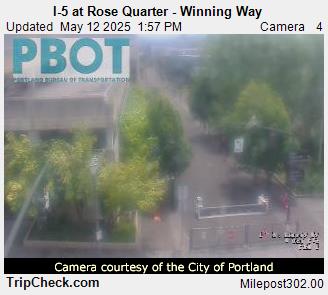 I-5 at Rose Quarter - Winning Way
Updated May 12 2025 1:57 PM Camera 4
PBOT
PORTLAND BUREAU OF TRANSPORTATION
Camera courtesy of the City of Portland
TripCheck.com Milepost302.00